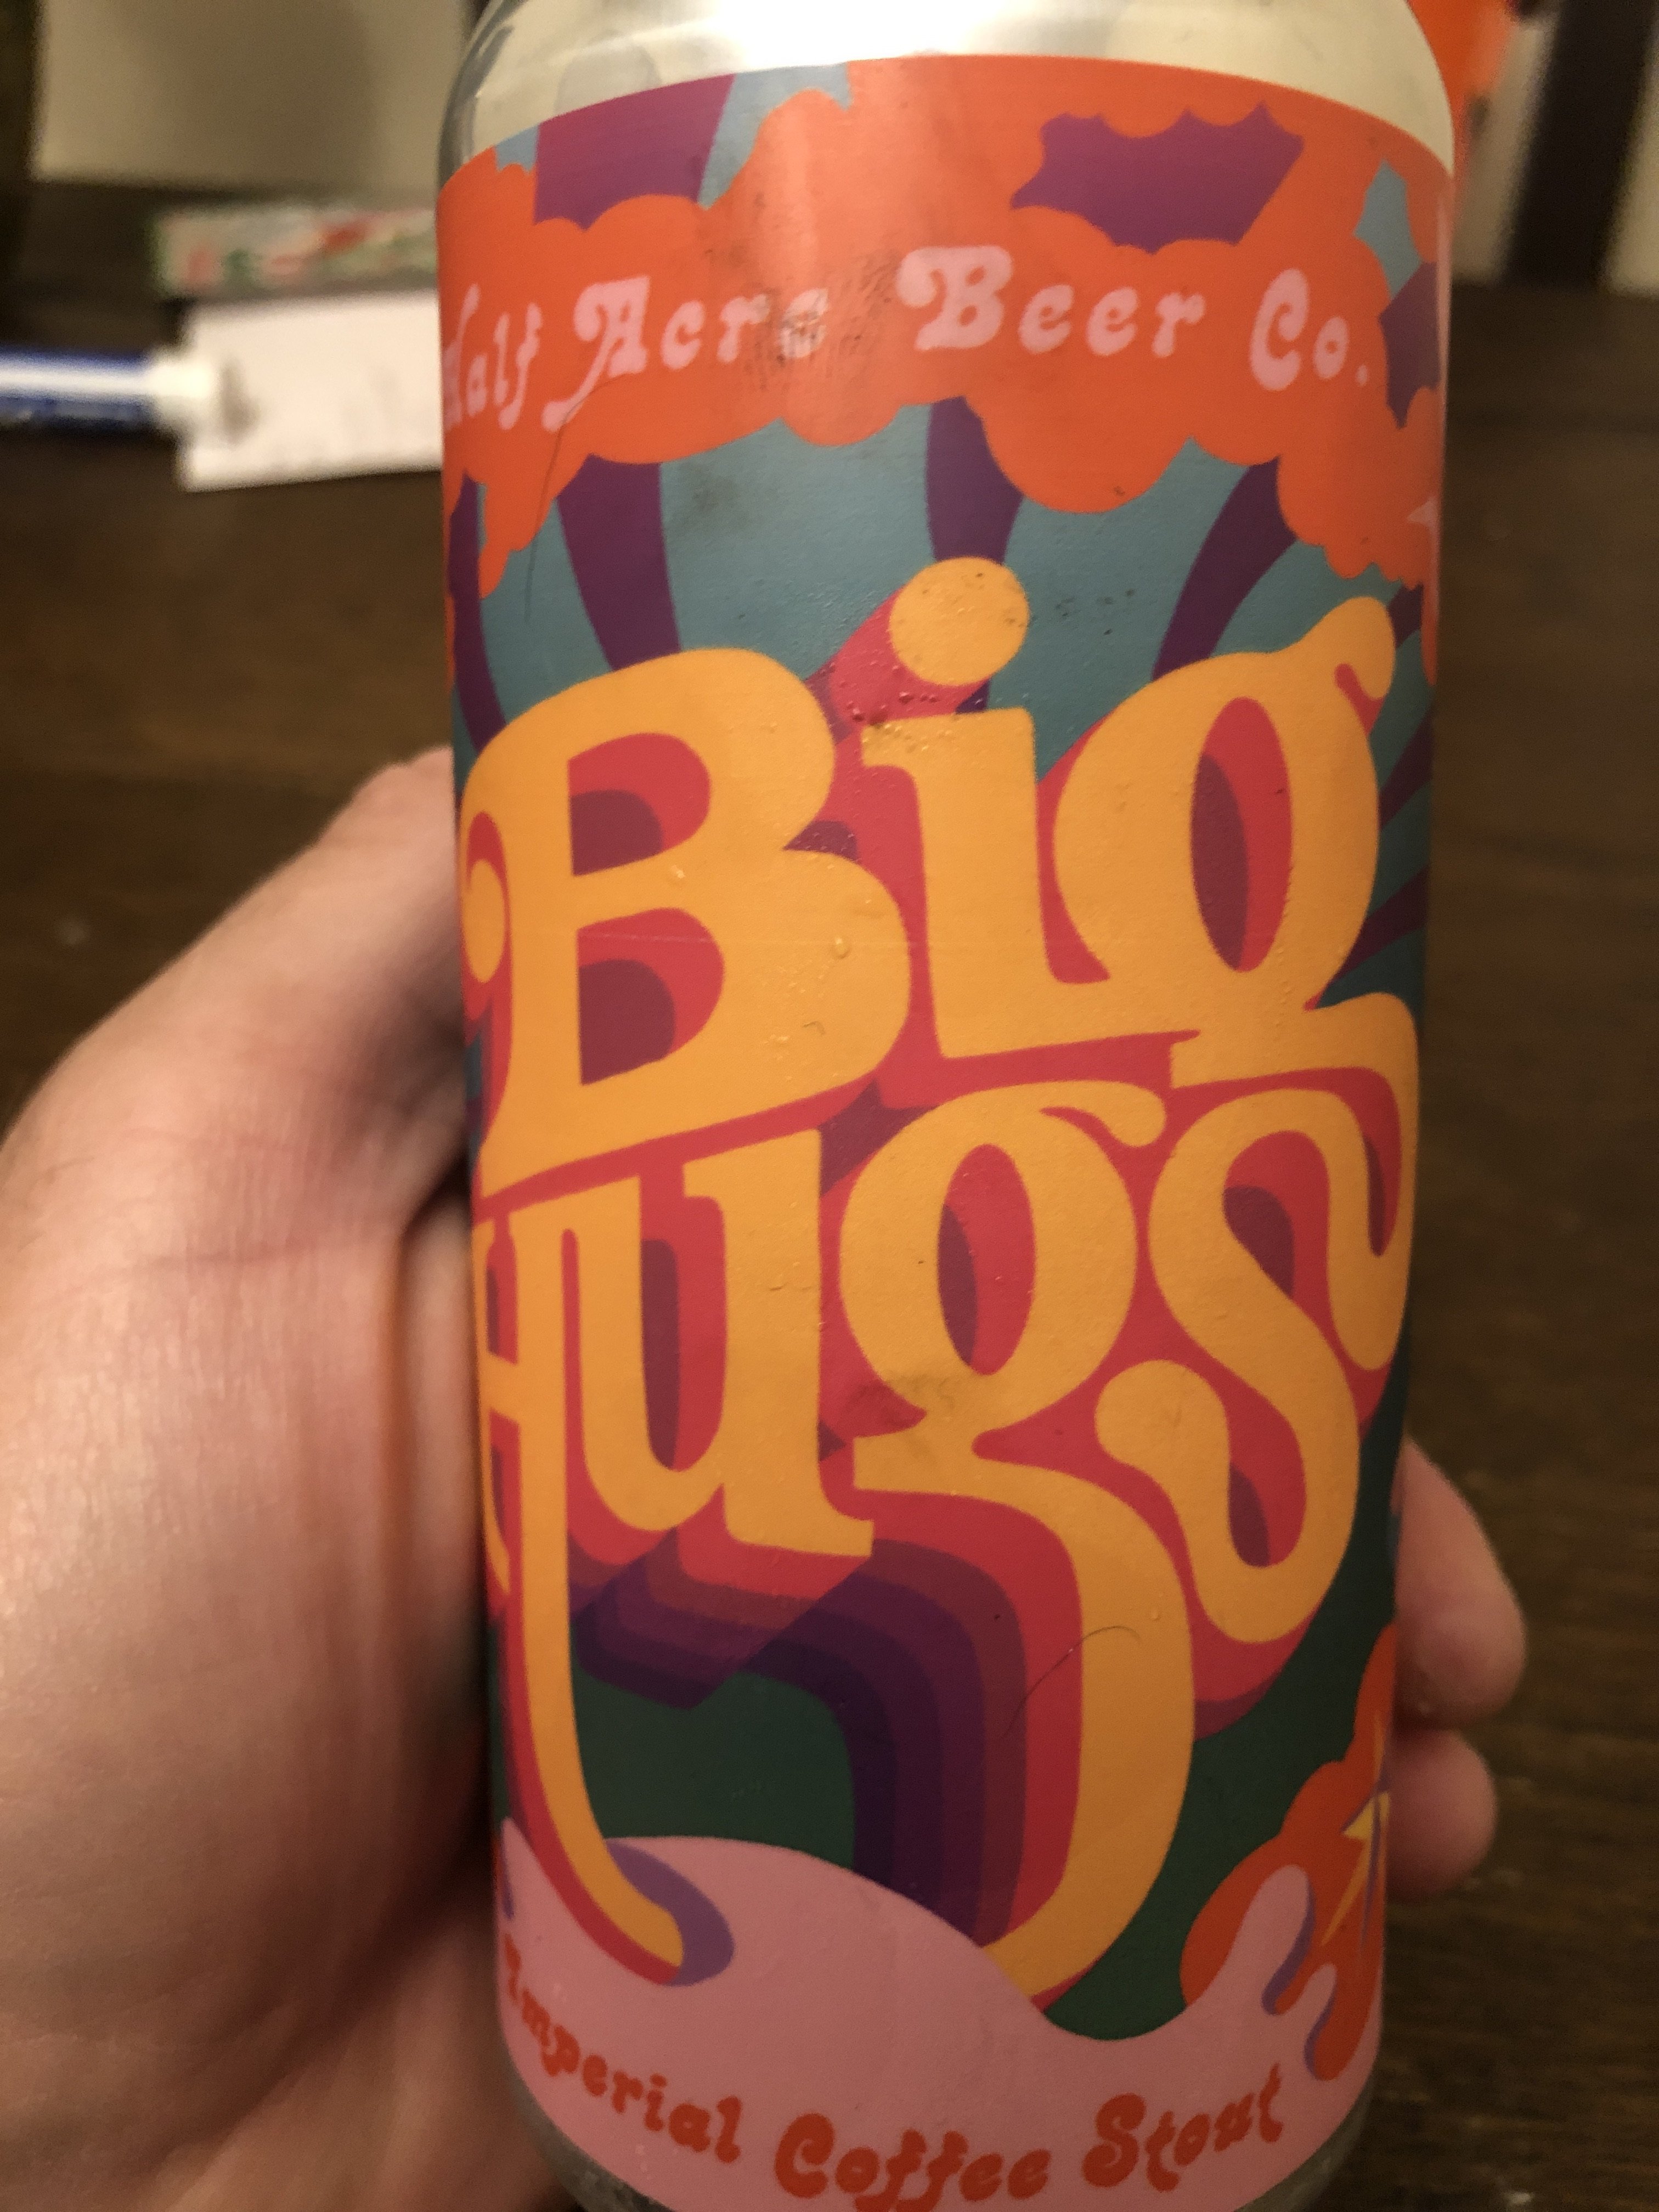 Half Acre Beer Co.
Big
Hugs
Imperial Coffee Stout